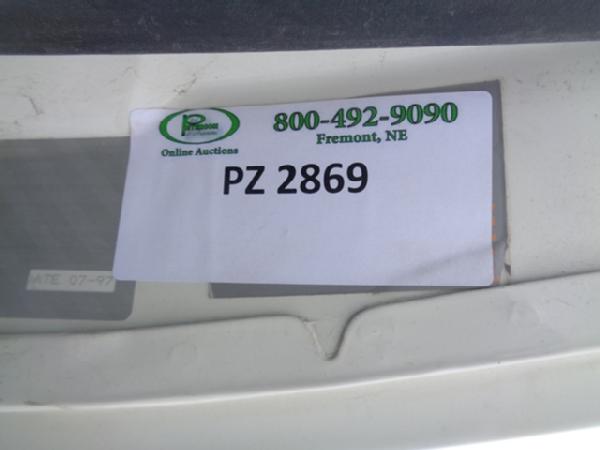 800-492-9090
Fremont, NE
Online Auctions
PZ 2869
ATE 07-97